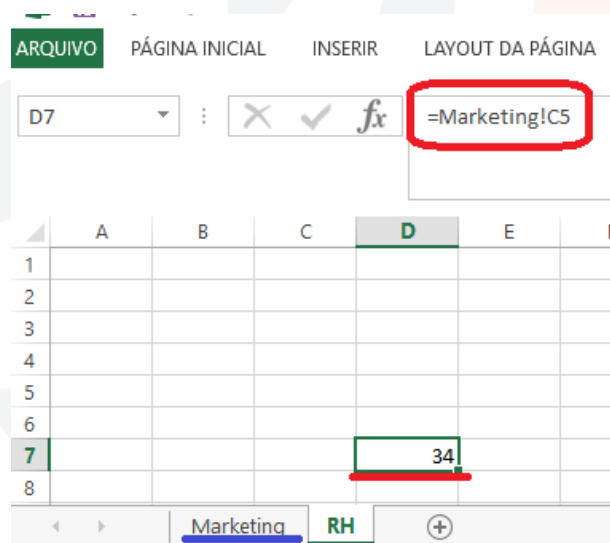 ARQUIVO PÁGINA INICIAL INSERIR LAYOUT DA PÁGINA
D7 fx =Marketing!C5
A B C D E
1
2
3
4
5
6
7 34
8
Marketing RH